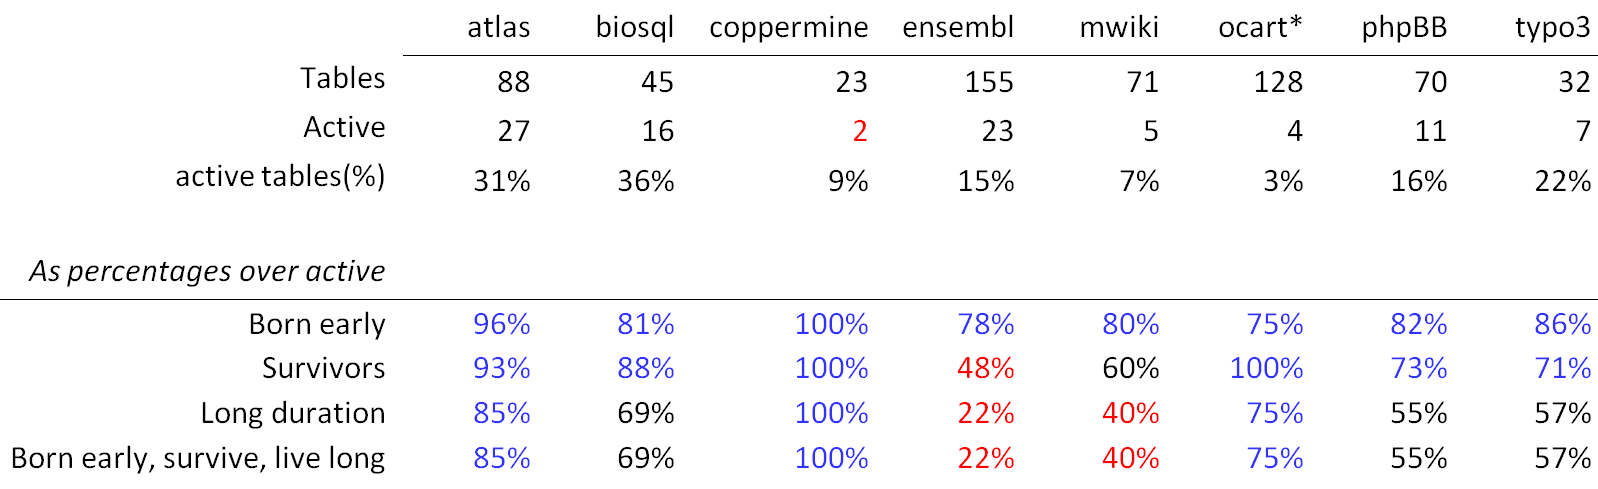 atlas biosql coppermine ensembl mwiki ocart* phpBB typo3
Tables 88 45 23 155 71 128 70 32
Active 27 16 2 23 5 4 11 7
active tables(%) 31% 36% 9% 15% 7% 3% 16% 22%
As percentages over active
Born early 96% 81% 100% 78% 80% 75% 82% 86%
Survivors 93% 88% 100% 48% 60% 100% 73% 71%
Long duration 85% 69% 100% 22% 40% 75% 55% 57%
Born early, survive, live long 85% 69% 100% 22% 40% 75% 55% 57%